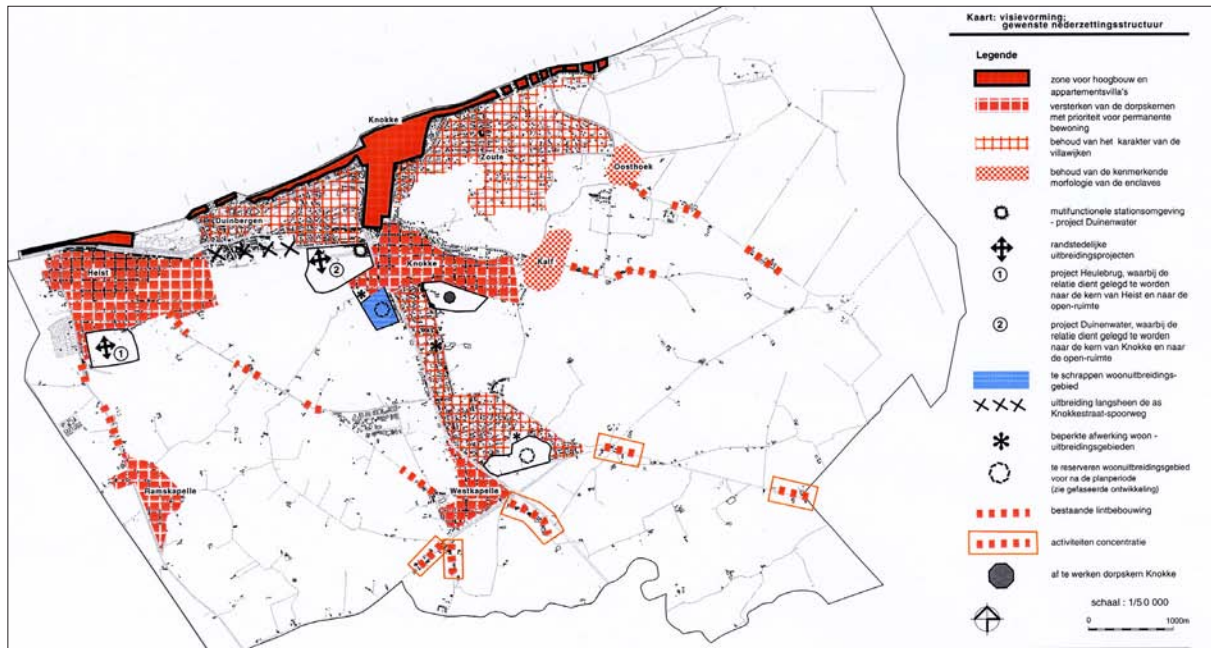 Kaart: visievorming;
gewenste nederzettingsstructuur
Legende
zone voor hoogbouw en
appartementsvilla's
versterken van de dorpskernen
met prioriteit voor permanente
bewoning
behoud van het karakter van de
villawijken
behoud van de kenmerkende
morfologie van de enclaves
mutifunctionele stationsomgeving
- project Duinenwater
randstedelijke
uitbreidingsprojecten
1
project Heulebrug, waarbij de
relatie dient gelegd te worden
naar de kern van Heist en naar de
open-ruimte
2
project Duinenwater, waarbij de
relatie dient gelegd te worden
naar de kern van Knokke en naar
de open-ruimte
te schrappen woonuitbreidings-
gebied
uitbreiding langsheen de as
Knokkestraat-spoorweg
beperkte afwerking woon -
uitbreidingsgebieden
te reserveren woonuitbreidingsgebied
voor na de planperiode
(zie gefaseerde ontwikkeling)
bestaande lintbebouwing
activiteiten concentratie
af te werken dorpskern Knokke
schaal : 1/50 000
0 1000m
Knokke
Zoute
Oosthoek
Duinbergen
Heist
Knokke
Kalf
2
1
Ramskapelle
Westkapelle